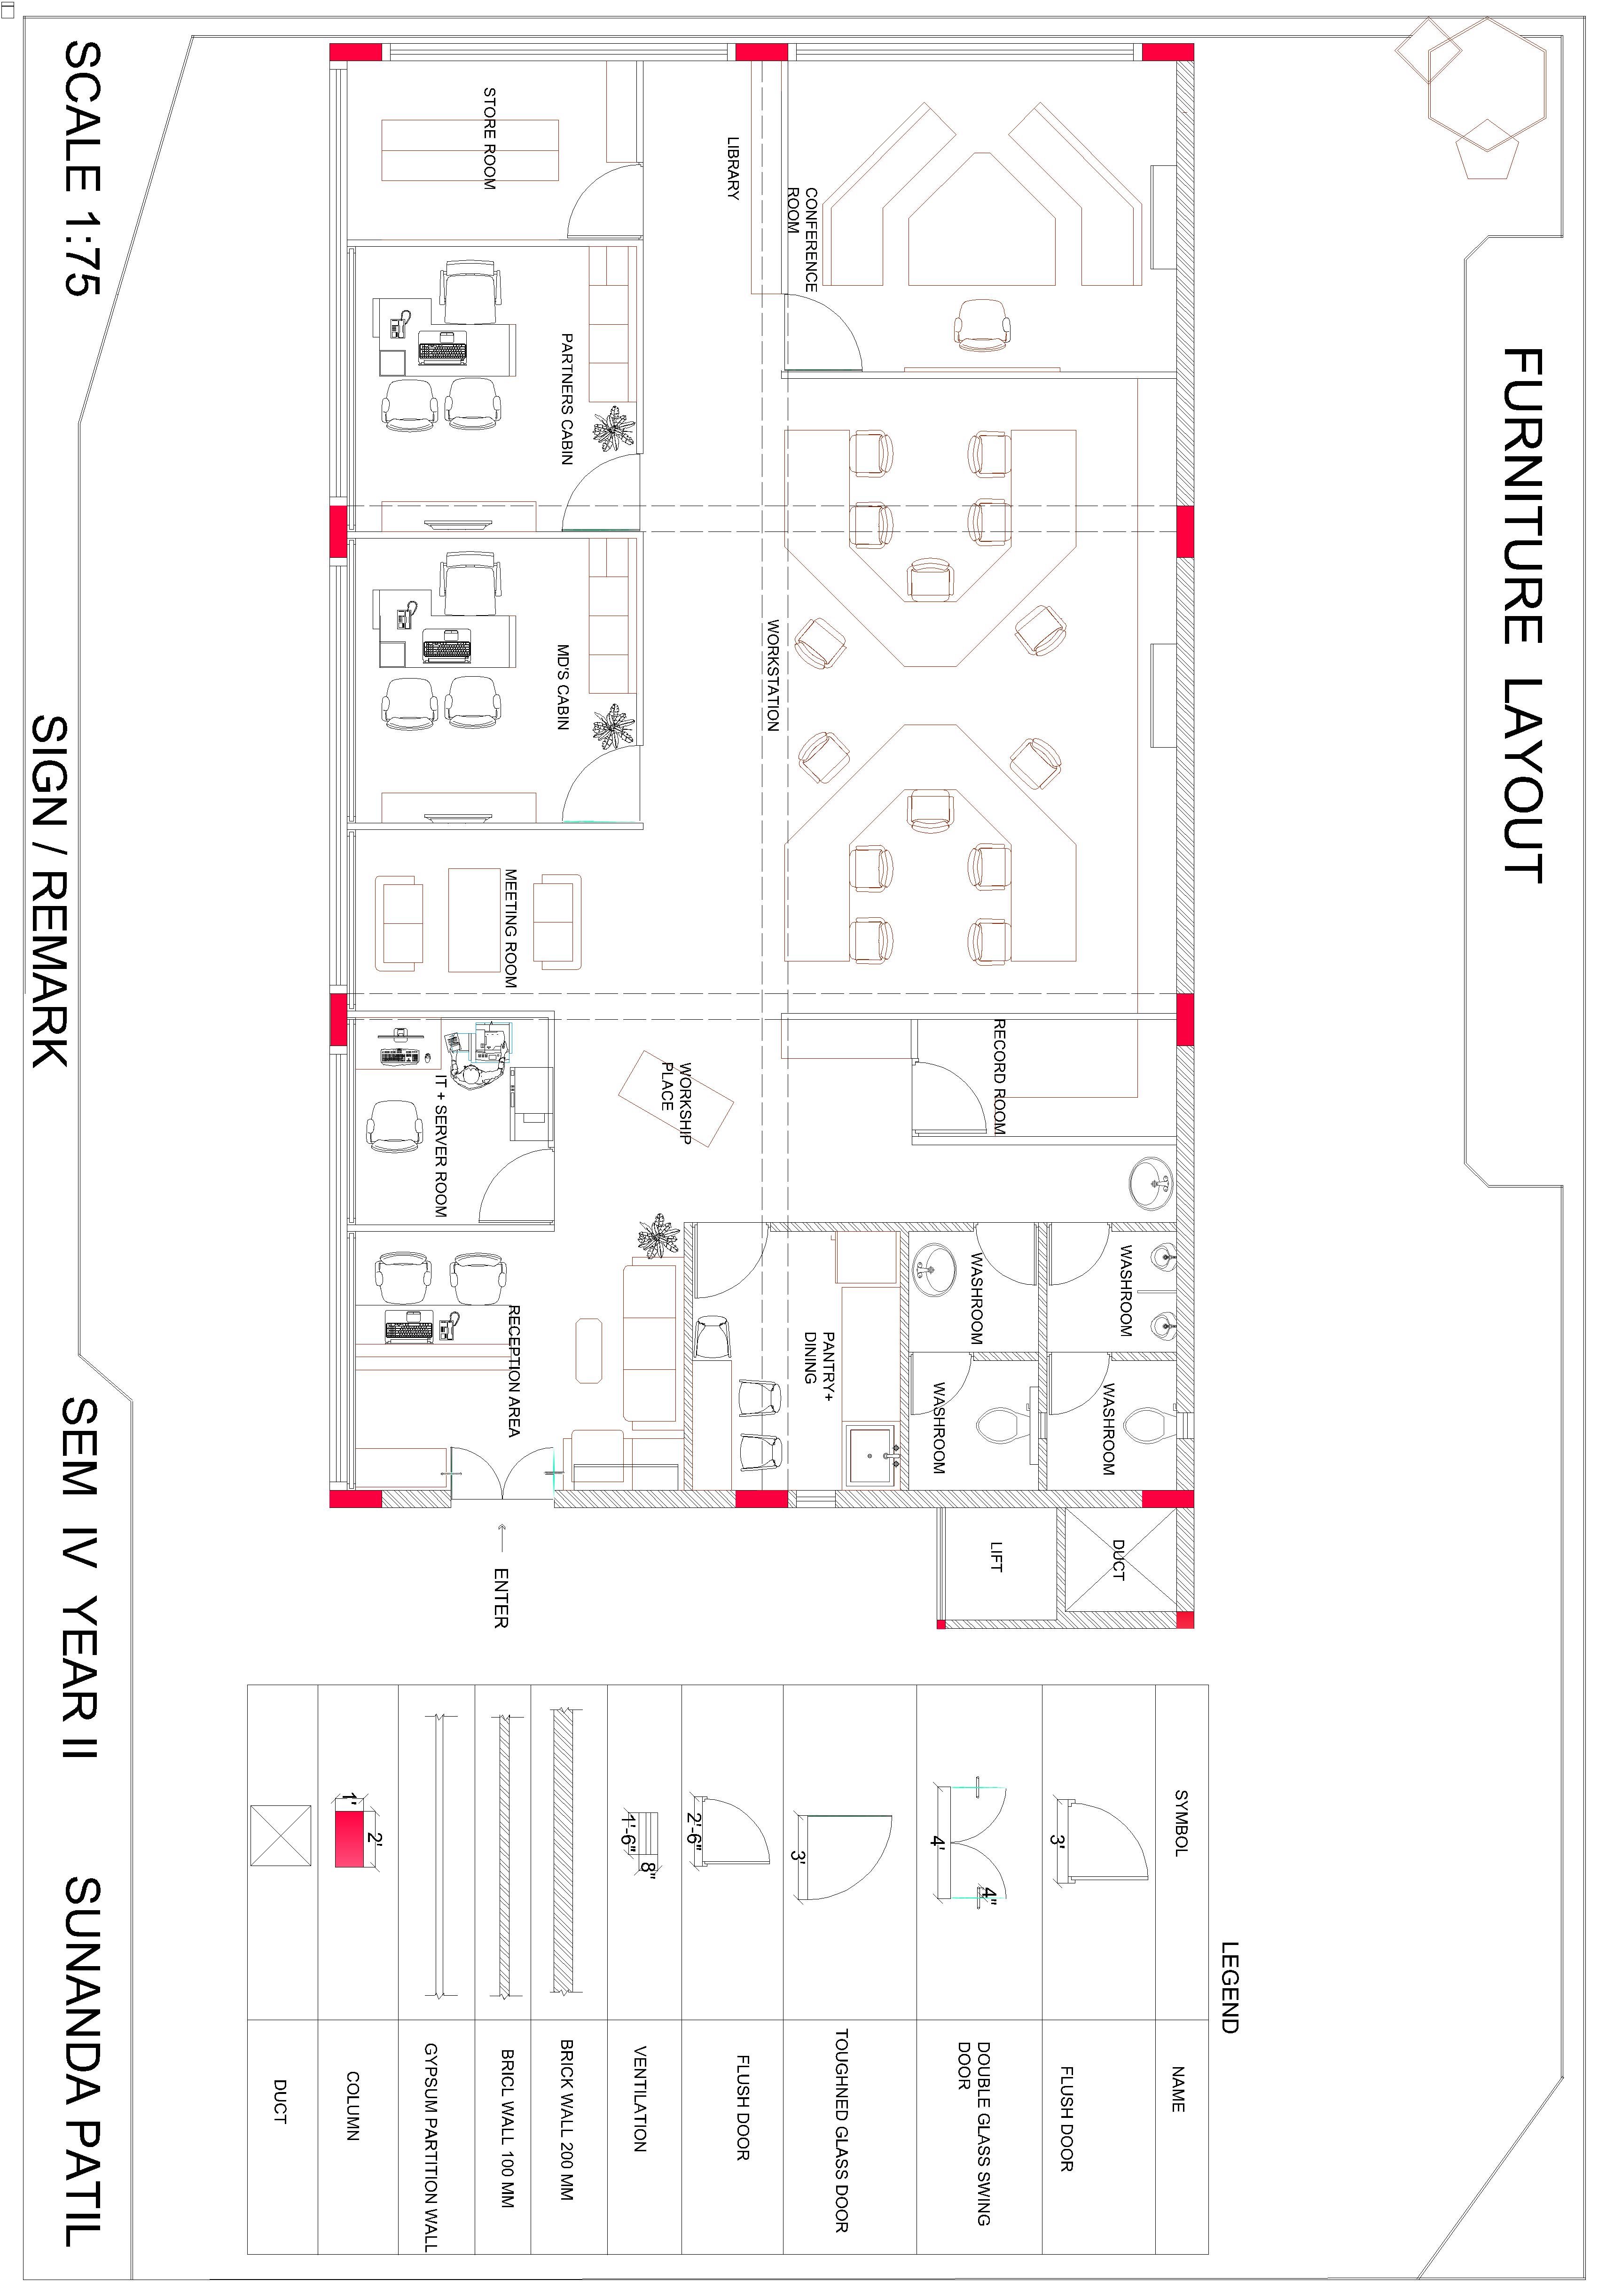 FURNITURE LAYOUT
STORE ROOM
LIBRARY
CONFERENCE
ROOM
PARTNERS CABIN
WORKSTATION
MD'S CABIN
MEETING ROOM
RECORD ROOM
WORKSHIP
PLACE
IT + SERVER ROOM
WASHROOM
WASHROOM
WASHROOM
WASHROOM
PANTRY+
DINING
RECEPTION AREA
DUCT
LIFT
ENTER
LEGEND
SYMBOL
NAME
3'
FLUSH DOOR
4'
4"
DOUBLE GLASS SWING
DOOR
3'
TOUGHNED GLASS DOOR
2'-6"
FLUSH DOOR
1'-6"
8"
VENTILATION
BRICK WALL 200 MM
BRICL WALL 100 MM
GYPSUM PARTITION WALL
1'
2'
COLUMN
DUCT
SCALE 1:75
SIGN / REMARK
SEM IV YEAR II
SUNANDA PATIL